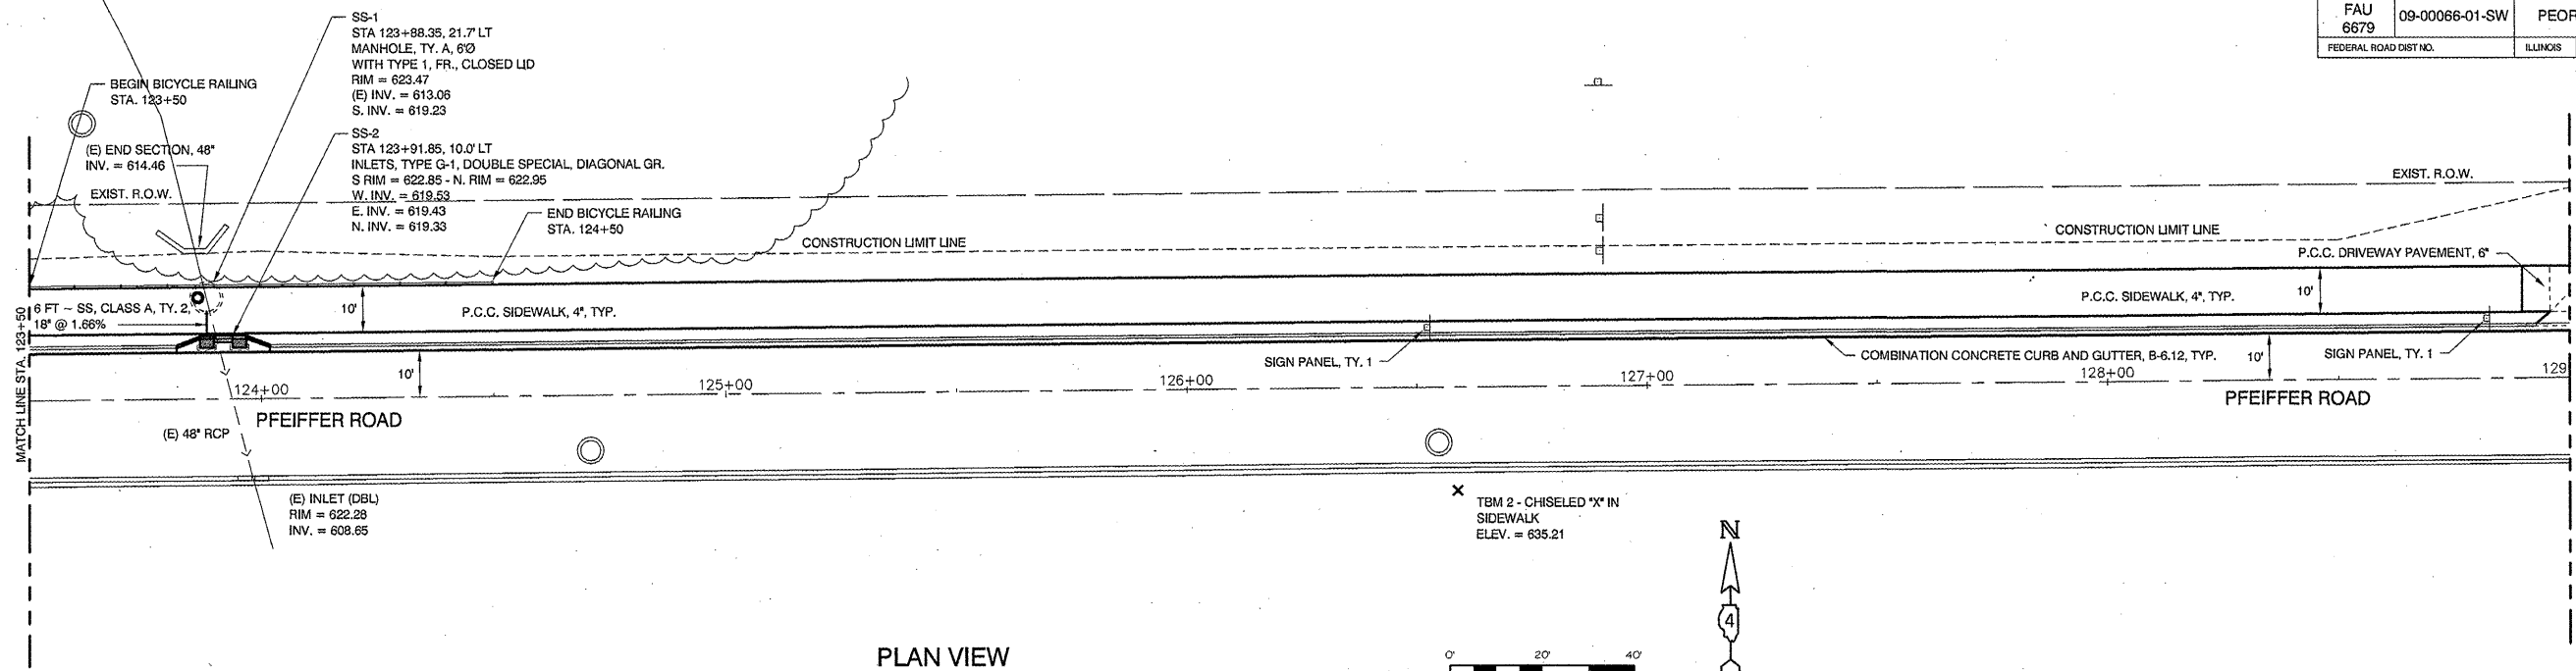 FAU
6679
09-00066-01-SW
PEOR
FEDERAL ROAD DIST NO.
ILLINOIS
SS-1
STA 123+88.35, 21.7' LT
MANHOLE, TY. A, 6'Ø
WITH TYPE 1, FR., CLOSED LID
RIM = 623.47
(E) INV. = 613.06
S. INV. = 619.23
BEGIN BICYCLE RAILING
STA. 123+50
SS-2
STA 123+91.85, 10.0' LT
INLETS, TYPE G-1, DOUBLE SPECIAL, DIAGONAL GR.
S RIM = 622.85 - N. RIM = 622.95
W. INV. = 619.53
E. INV. = 619.43
N. INV. = 619.33
(E) END SECTION, 48"
INV. = 614.46
EXIST. R.O.W.
EXIST. R.O.W.
END BICYCLE RAILING
STA. 124+50
CONSTRUCTION LIMIT LINE
CONSTRUCTION LIMIT LINE
P.C.C. DRIVEWAY PAVEMENT, 6"
6 FT ~ SS, CLASS A, TY. 2,
18" @ 1.66%
10'
P.C.C. SIDEWALK, 4", TYP.
P.C.C. SIDEWALK, 4", TYP.
10'
MATCH LINE STA. 123+50
10'
SIGN PANEL, TY. 1
COMBINATION CONCRETE CURB AND GUTTER, B-6.12, TYP.
10'
SIGN PANEL, TY. 1
124+00
125+00
126+00
127+00
128+00
129
PFEIFFER ROAD
PFEIFFER ROAD
(E) 48" RCP
(E) INLET (DBL)
RIM = 622.28
INV. = 608.65
TBM 2 - CHISELED "X" IN
SIDEWALK
ELEV. = 635.21
N
4
PLAN VIEW
0' 20' 40'